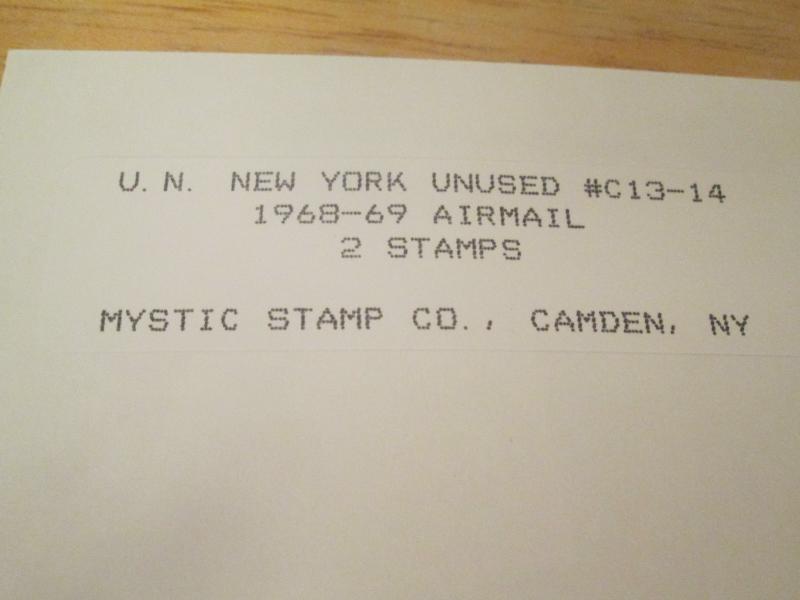 U. N. NEW YORK UNUSED #C13-14
1968-69 AIRMAIL
2 STAMPS
MYSTIC STAMP CO., CAMDEN, NY